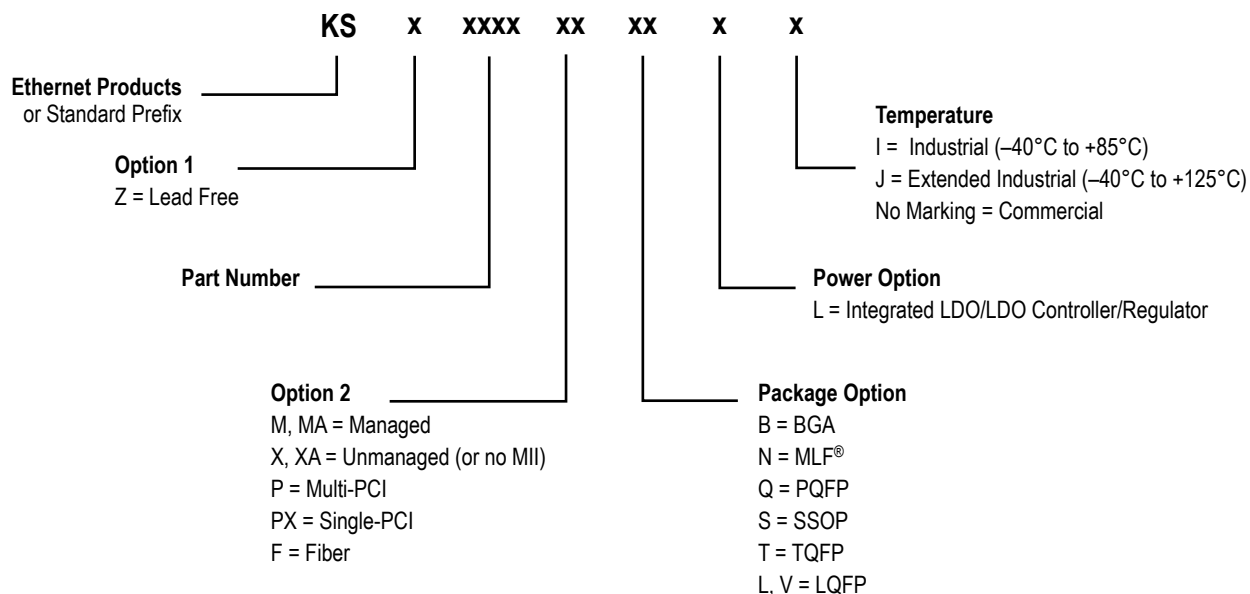 KS x xxxx xx xx x x
Ethernet Products
or Standard Prefix
Option 1
Z = Lead Free
Part Number
Option 2
M, MA = Managed
X, XA = Unmanaged (or no MII)
P = Multi-PCI
PX = Single-PCI
F = Fiber
Temperature
I = Industrial (–40°C to +85°C)
J = Extended Industrial (–40°C to +125°C)
No Marking = Commercial
Power Option
L = Integrated LDO/LDO Controller/Regulator
Package Option
B = BGA
N = MLF®
Q = PQFP
S = SSOP
T = TQFP
L, V = LQFP